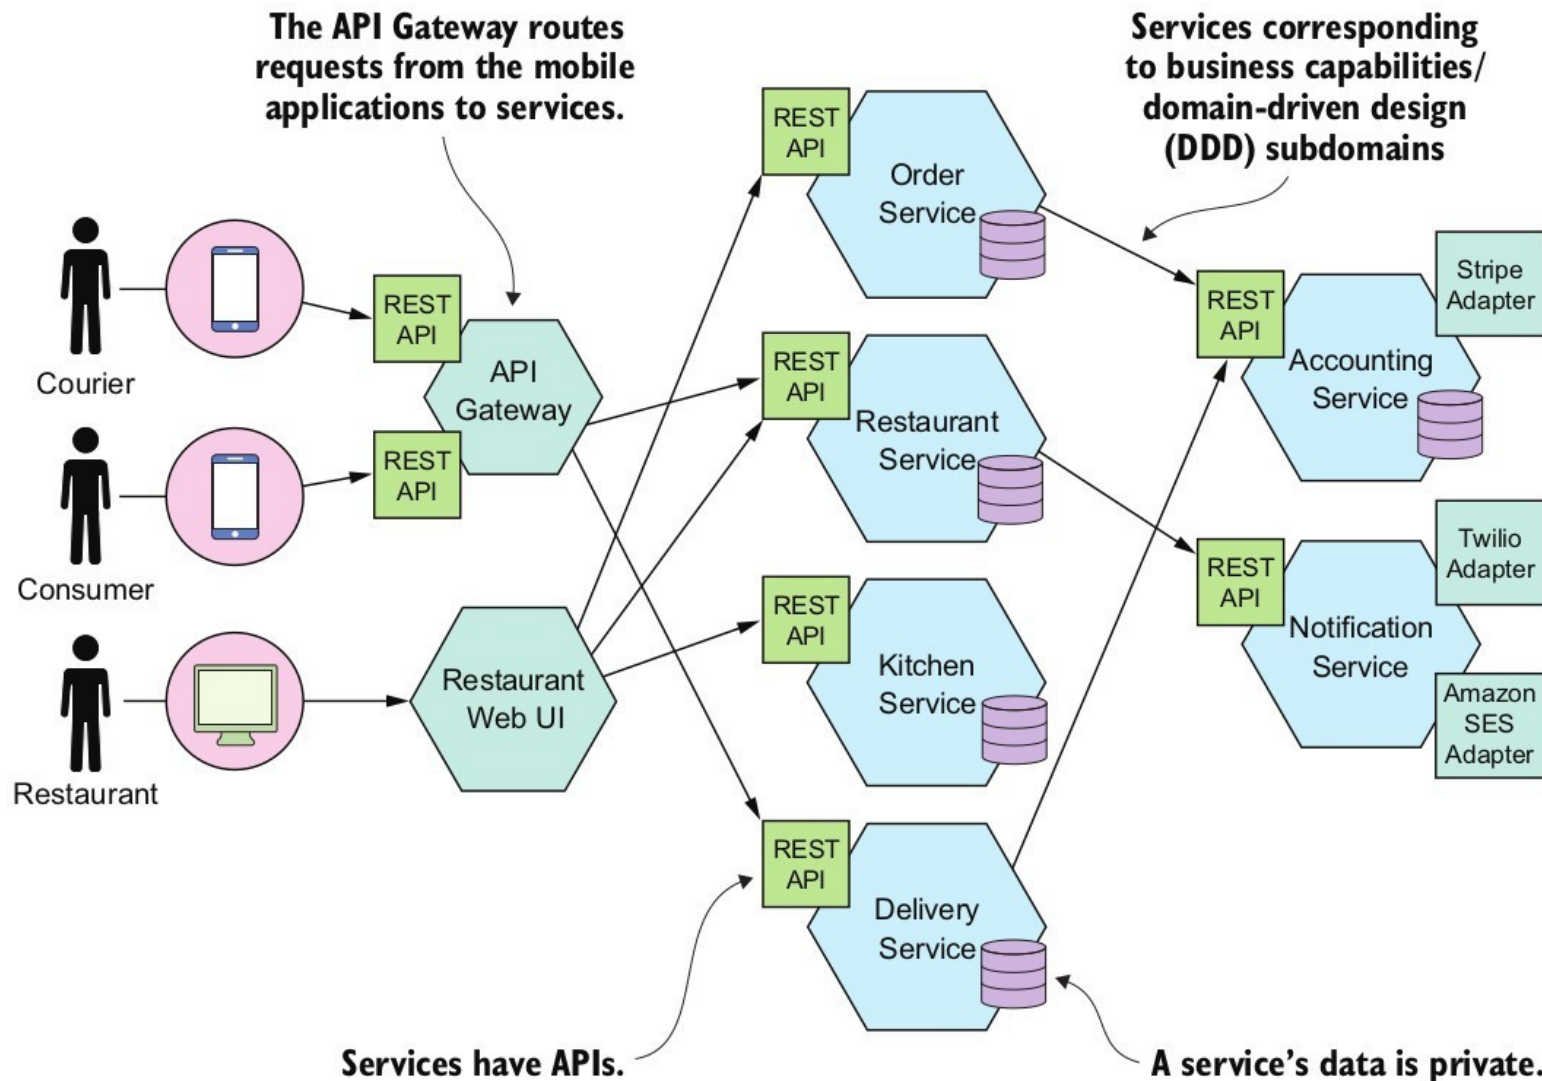 The API Gateway routes
requests from the mobile
applications to services.
Services corresponding
to business capabilities/
domain-driven design
(DDD) subdomains
REST
API
Order
Service
Courier
REST
API
API
Gateway
REST
API
Consumer
REST
API
Restaurant
Service
REST
API
Accounting
Service
Stripe
Adapter
Restaurant
Restaurant
Web UI
REST
API
Kitchen
Service
REST
API
Notification
Service
Twilio
Adapter
Amazon
SES
Adapter
REST
API
Delivery
Service
Services have APIs.
A service's data is private.